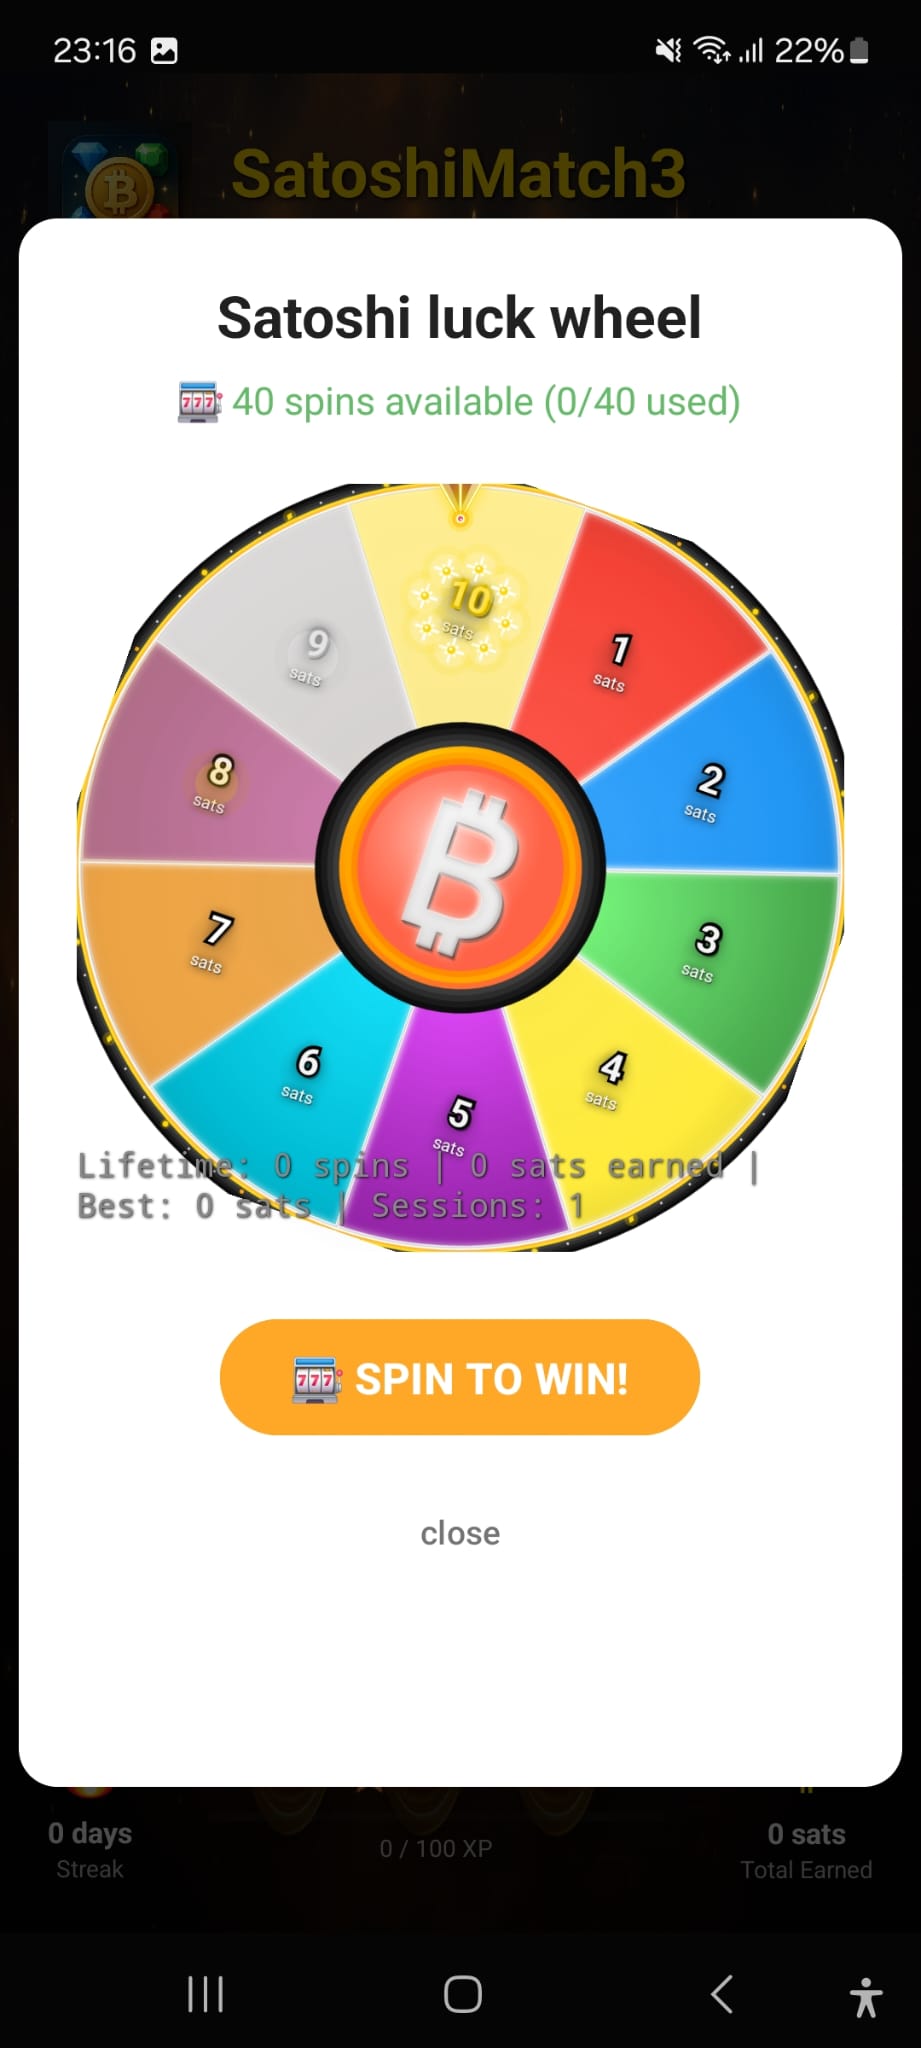 23:16
22%
SatoshiMatch3
Satoshi luck wheel
777 40 spins available (0/40 used)
10
sats
1
sats
9
sats
2
sats
8
sats
3
sats
7
sats
4
sats
6
sats
5
sats
Lifetime: 0 spins | 0 sats earned |
Best: 0 sats | Sessions: 1
777 SPIN TO WIN!
close
0 days
0 / 100 XP
0 sats
Streak
Total Earned